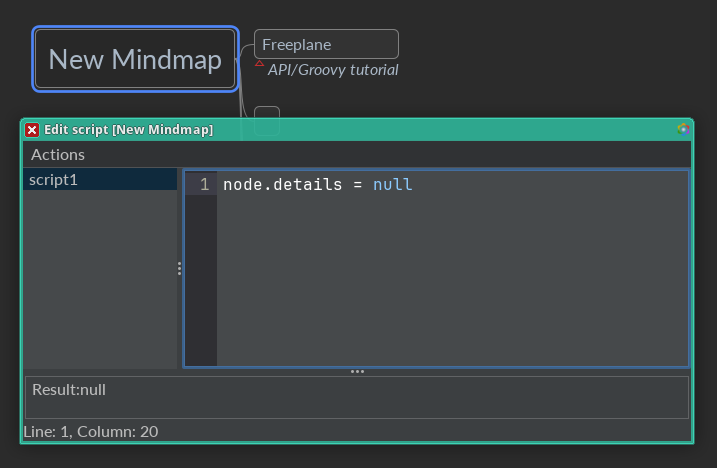 New Mindmap
Freeplane
API/Groovy tutorial
Edit script [New Mindmap]
Actions
script1
1 node.details = null
Result:null
Line: 1, Column: 20